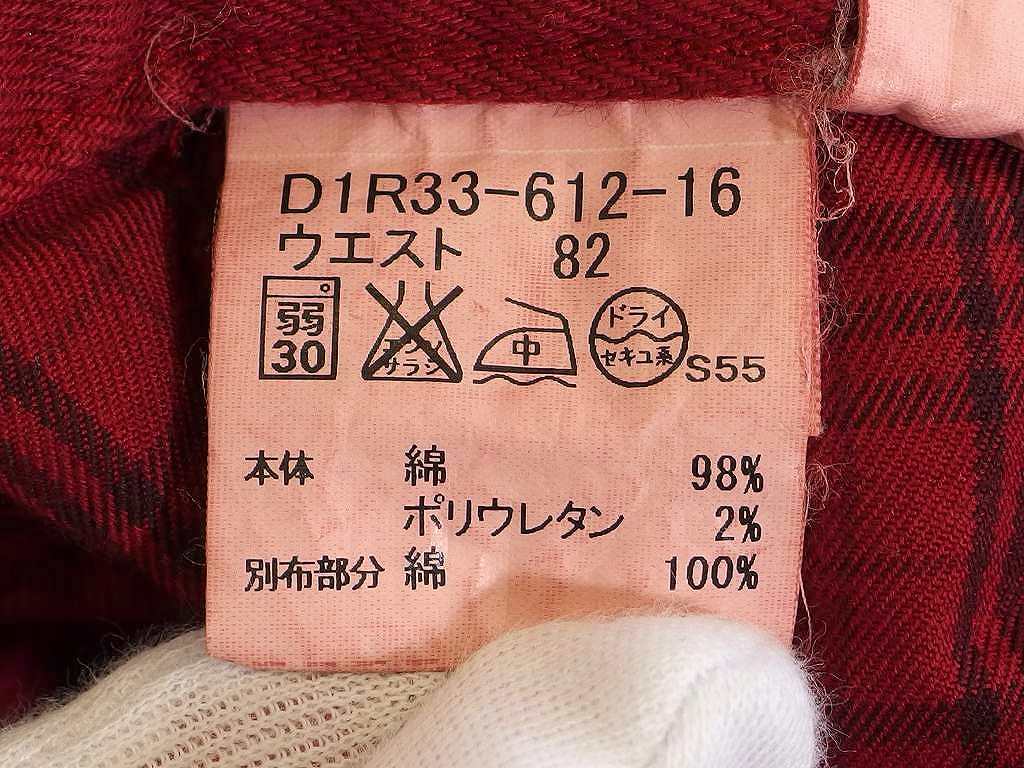 D1R33-612-16
ウエスト 82
弱 30 エンソ サラシ 中 ドライ セキユ系 S55
本体 綿 98%
ポリウレタン 2%
別布部分 綿 100%